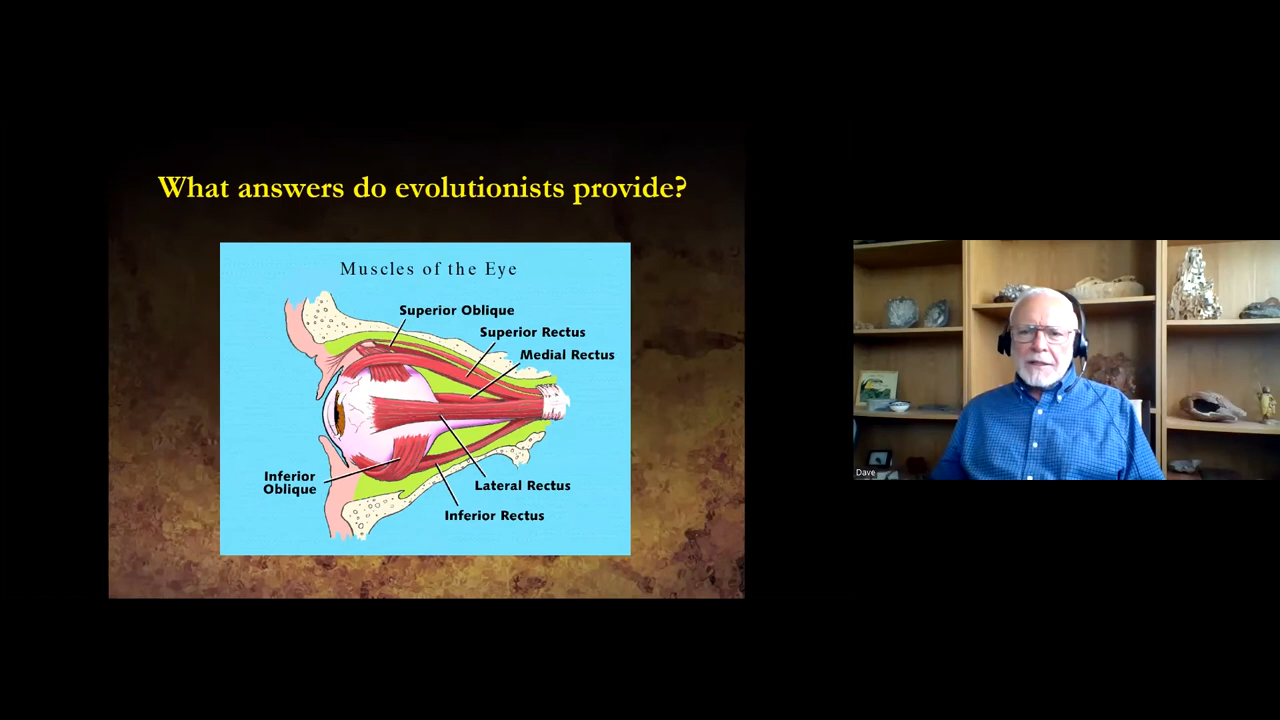 What answers do evolutionists provide?
Muscles of the Eye
Superior Oblique
Superior Rectus
Medial Rectus
Inferior
Oblique
Lateral Rectus
Inferior Rectus
Dave